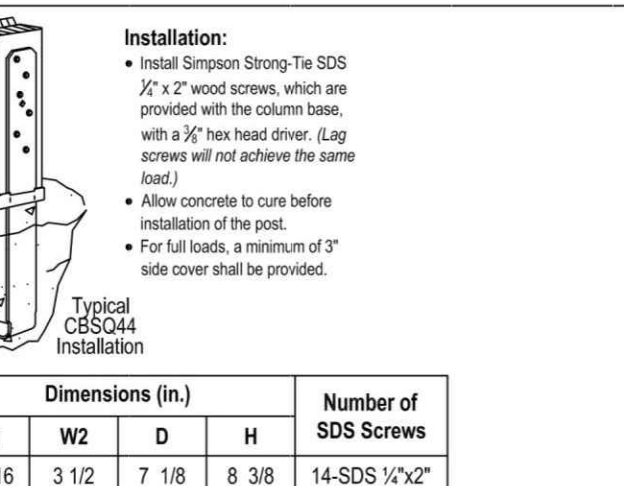 Installation:
• Install Simpson Strong-Tie SDS
¼" x 2" wood screws, which are
provided with the column base,
with a ⅜" hex head driver. (Lag
screws will not achieve the same
load.)
• Allow concrete to cure before
installation of the post.
• For full loads, a minimum of 3"
side cover shall be provided.
Typical
CBSQ44
Installation
Dimensions (in.)
Number of
SDS Screws
W2 D H
16 3 1/2 7 1/8 8 3/8 14-SDS ¼"x2"